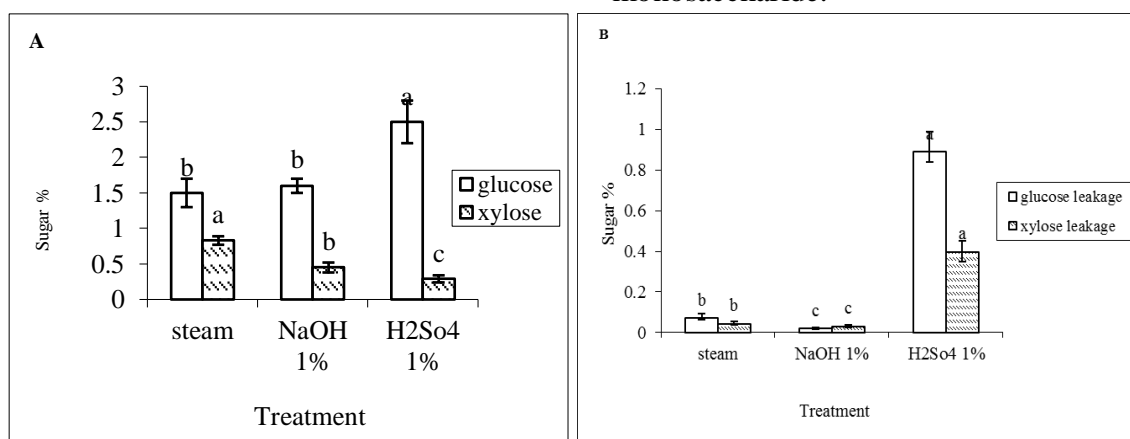 monosaccharide.
A
3
2.5
2
1.5
1
0.5
0
Sugar %
b
a
b
b
a
c
glucose
xylose
steam
NaOH 1%
H2So4 1%
Treatment
B
1.2
1
0.8
0.6
0.4
0.2
0
Sugar %
b
b
c
c
a
a
glucose leakage
xylose leakage
steam
NaOH 1%
H2So4 1%
Treatment